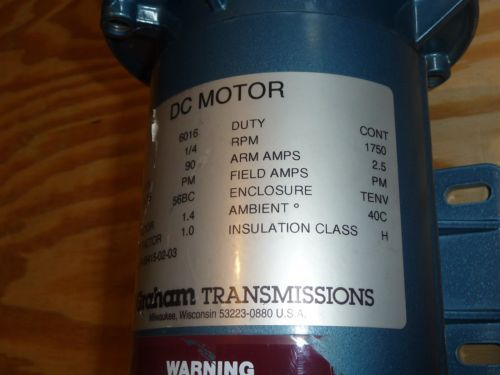 DC MOTOR
6016 DUTY CONT
1/4 RPM 1750
90 ARM AMPS 2.5
PM FIELD AMPS PM
56BC ENCLOSURE TENV
1.4 AMBIENT ° 40C
1.0 INSULATION CLASS H
Graham TRANSMISSIONS
Milwaukee, Wisconsin 53223-0880 U.S.A.
WARNING